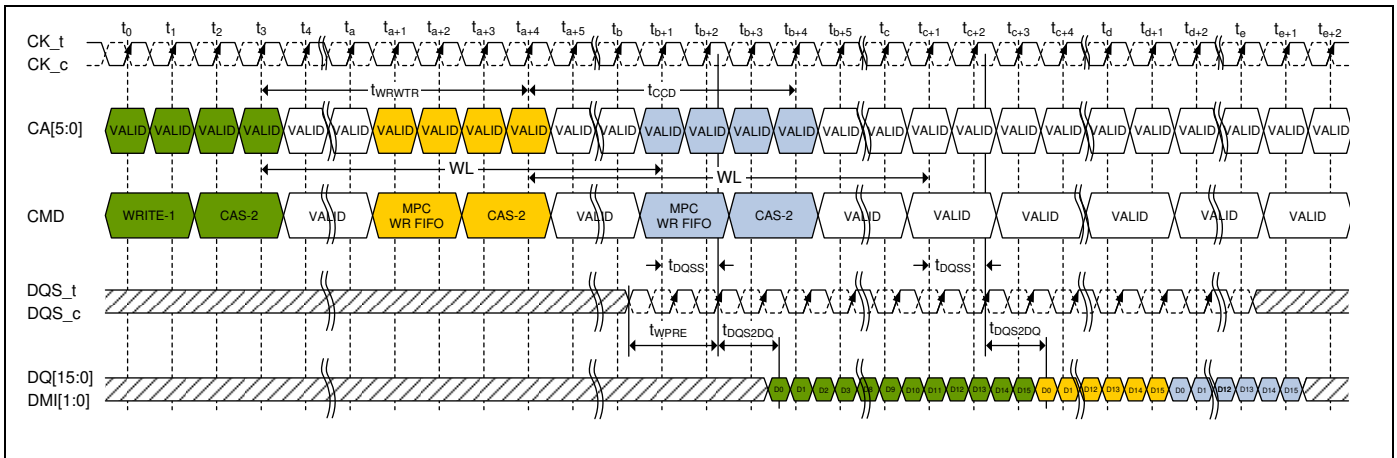 t0 t1 t2 t3 t4 ta ta+1 ta+2 ta+3 ta+4 ta+5 tb tb+1 tb+2 tb+3 tb+4 tb+5 tc tc+1 tc+2 tc+3 tc+4 td td+1 td+2 te te+1 te+2
CK_t
CK_c
tWRWTR tCCD
CA[5:0] VALID VALID VALID VALID VALID VALID VALID VALID VALID VALID VALID VALID VALID VALID VALID VALID VALID VALID VALID VALID VALID VALID VALID VALID VALID VALID VALID VALID
WL WL
CMD WRITE-1 CAS-2 VALID MPC WR FIFO CAS-2 VALID MPC WR FIFO CAS-2 VALID VALID VALID VALID VALID VALID
tDQSS tDQSS
DQS_t
DQS_c
tWPRE tDQS2DQ tDQS2DQ
DQ[15:0]
DMI[1:0]
D0 D1 D2 D3 D8 D9 D10 D11 D12 D13 D14 D15 D0 D1 D12 D13 D14 D15 D0 D1 D12 D13 D14 D15